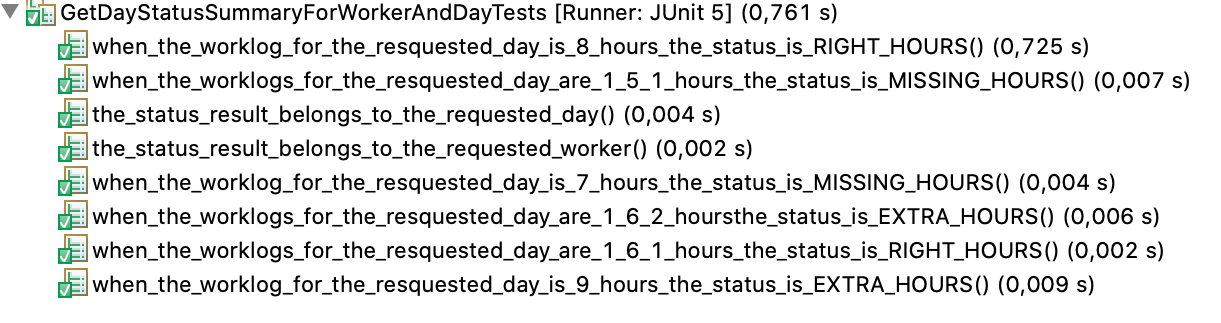 GetDayStatusSummaryForWorkerAndDayTests [Runner: JUnit 5] (0,761 s)
when_the_worklog_for_the_resquested_day_is_8_hours_the_status_is_RIGHT_HOURS() (0,725 s)
when_the_worklogs_for_the_resquested_day_are_1_5_1_hours_the_status_is_MISSING_HOURS() (0,007 s)
the_status_result_belongs_to_the_requested_day() (0,004 s)
the_status_result_belongs_to_the_requested_worker() (0,002 s)
when_the_worklog_for_the_resquested_day_is_7_hours_the_status_is_MISSING_HOURS() (0,004 s)
when_the_worklogs_for_the_resquested_day_are_1_6_2_hoursthe_status_is_EXTRA_HOURS() (0,006 s)
when_the_worklogs_for_the_resquested_day_are_1_6_1_hours_the_status_is_RIGHT_HOURS() (0,002 s)
when_the_worklog_for_the_resquested_day_is_9_hours_the_status_is_EXTRA_HOURS() (0,009 s)